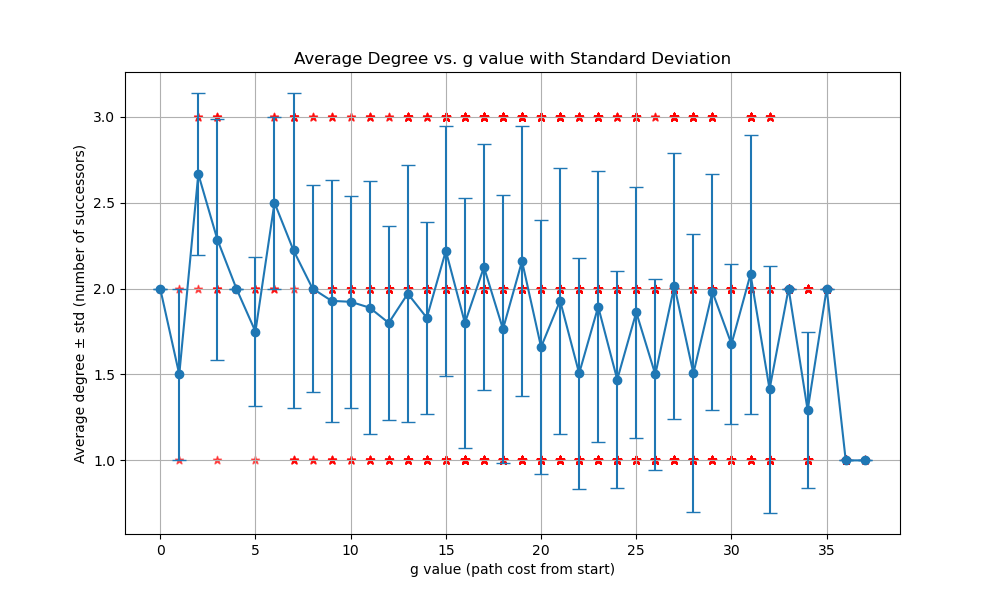 Average Degree vs. g value with Standard Deviation
Average degree ± std (number of successors)
3.0
2.5
2.0
1.5
1.0
0 5 10 15 20 25 30 35
g value (path cost from start)